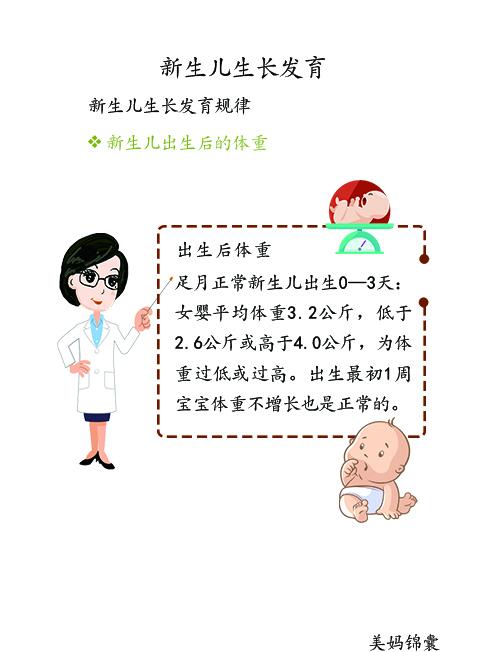 新生儿生长发育
新生儿生长发育规律
❖ 新生儿出生后的体重
出生后体重
足月正常新生儿出生0—3天：
女婴平均体重3.2公斤，低于
2.6公斤或高于4.0公斤，为体
重过低或过高。出生最初1周
宝宝体重不增长也是正常的。
美妈锦囊